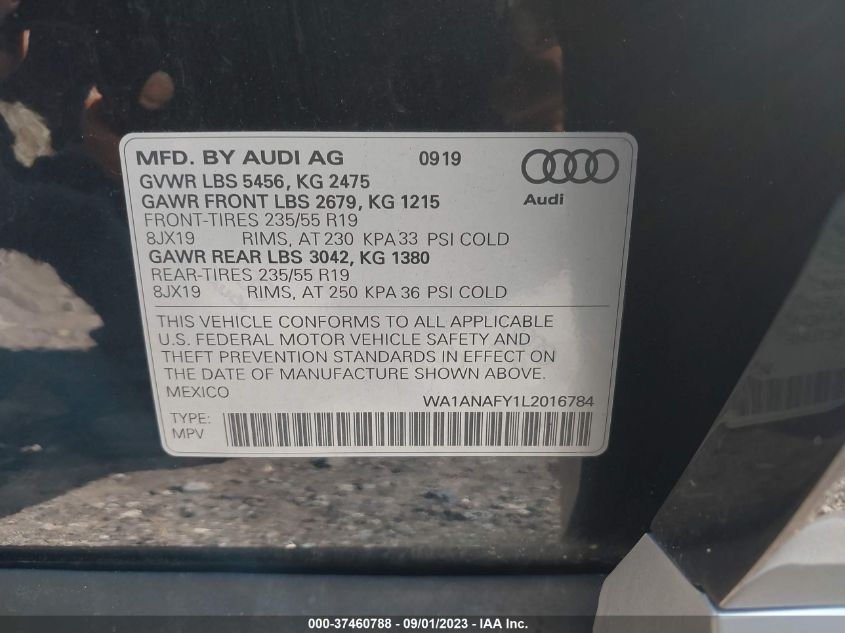 MFD. BY AUDI AG 0919
GVWR LBS 5456, KG 2475
GAWR FRONT LBS 2679, KG 1215
Audi
FRONT-TIRES 235/55 R19
8JX19 RIMS, AT 230 KPA 33 PSI COLD
GAWR REAR LBS 3042, KG 1380
REAR-TIRES 235/55 R19
8JX19 RIMS, AT 250 KPA 36 PSI COLD
THIS VEHICLE CONFORMS TO ALL APPLICABLE
U.S. FEDERAL MOTOR VEHICLE SAFETY AND
THEFT PREVENTION STANDARDS IN EFFECT ON
THE DATE OF MANUFACTURE SHOWN ABOVE.
MEXICO
WA1ANAFY1L2016784
TYPE:
MPV
000-37460788 - 09/01/2023 - IAA Inc.